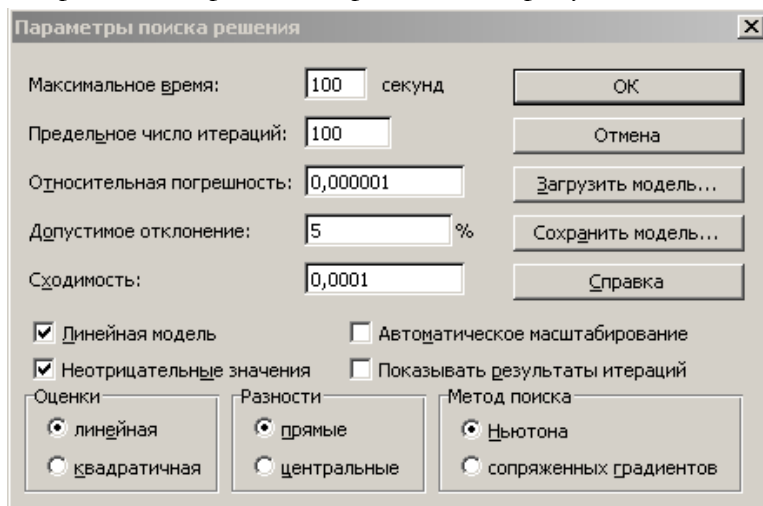 Параметры поиска решения
Максимальное время: 100 секунд
ОК
Предельное число итераций: 100
Отмена
Относительная погрешность: 0,000001
Загрузить модель...
Допустимое отклонение: 5 %
Сохранить модель...
Сходимость: 0,0001
Справка
Линейная модель
Автоматическое масштабирование
Неотрицательные значения
Показывать результаты итераций
Оценки
линейная
квадратичная
Разности
прямые
центральные
Метод поиска
Ньютона
сопряженных градиентов